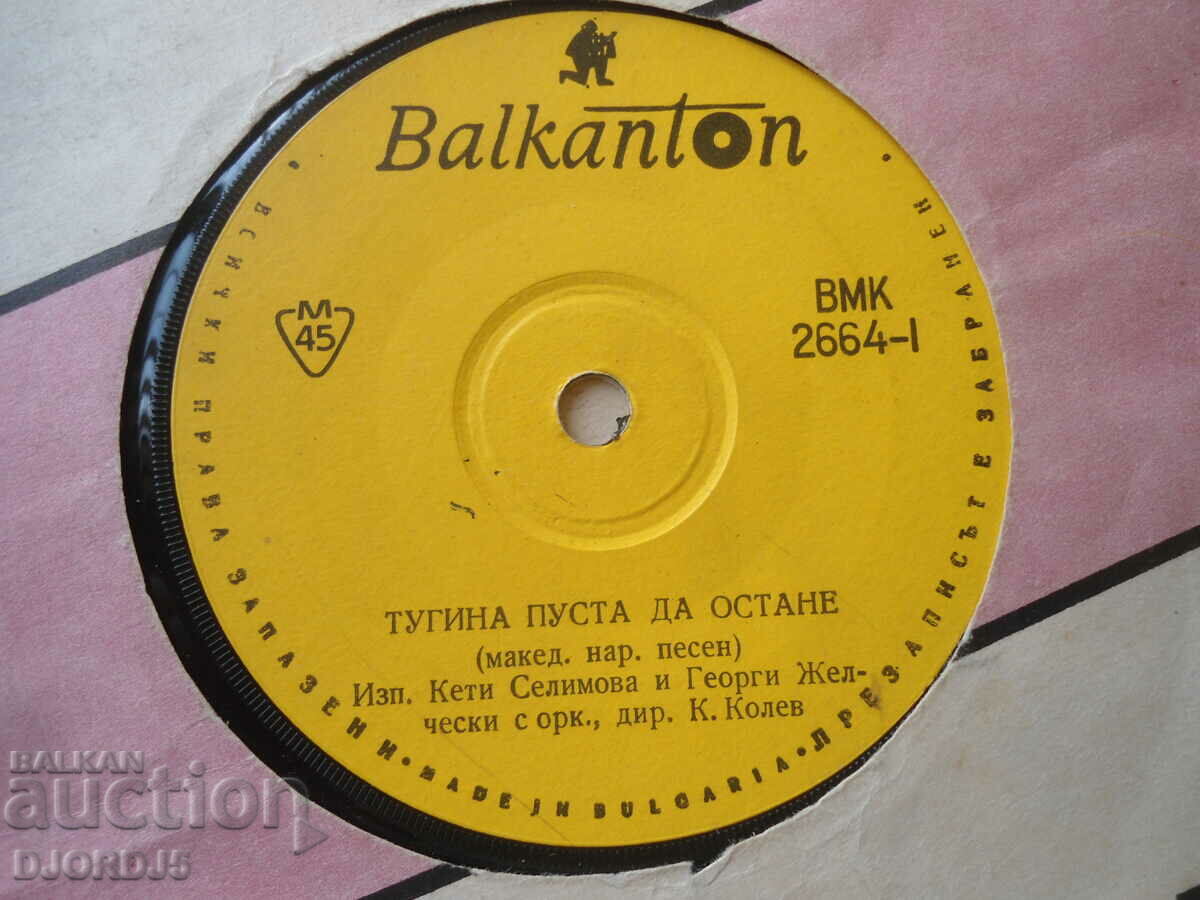 Balkanton
М
45
ВМК
2664-I
ТУГИНА ПУСТА ДА ОСТАНЕ
(макед. нар. песен)
Изп. Кети Селимова и Георги Жел-
чески с орк., дир. К. Колев
• ВСИЧКИ ПРАВА ЗАПАЗЕНИ • MADE IN BULGARIA • ПРЕЗАПИСЪТ Е ЗАБРАНЕН •
BALKAN
auction
DJORDJ5